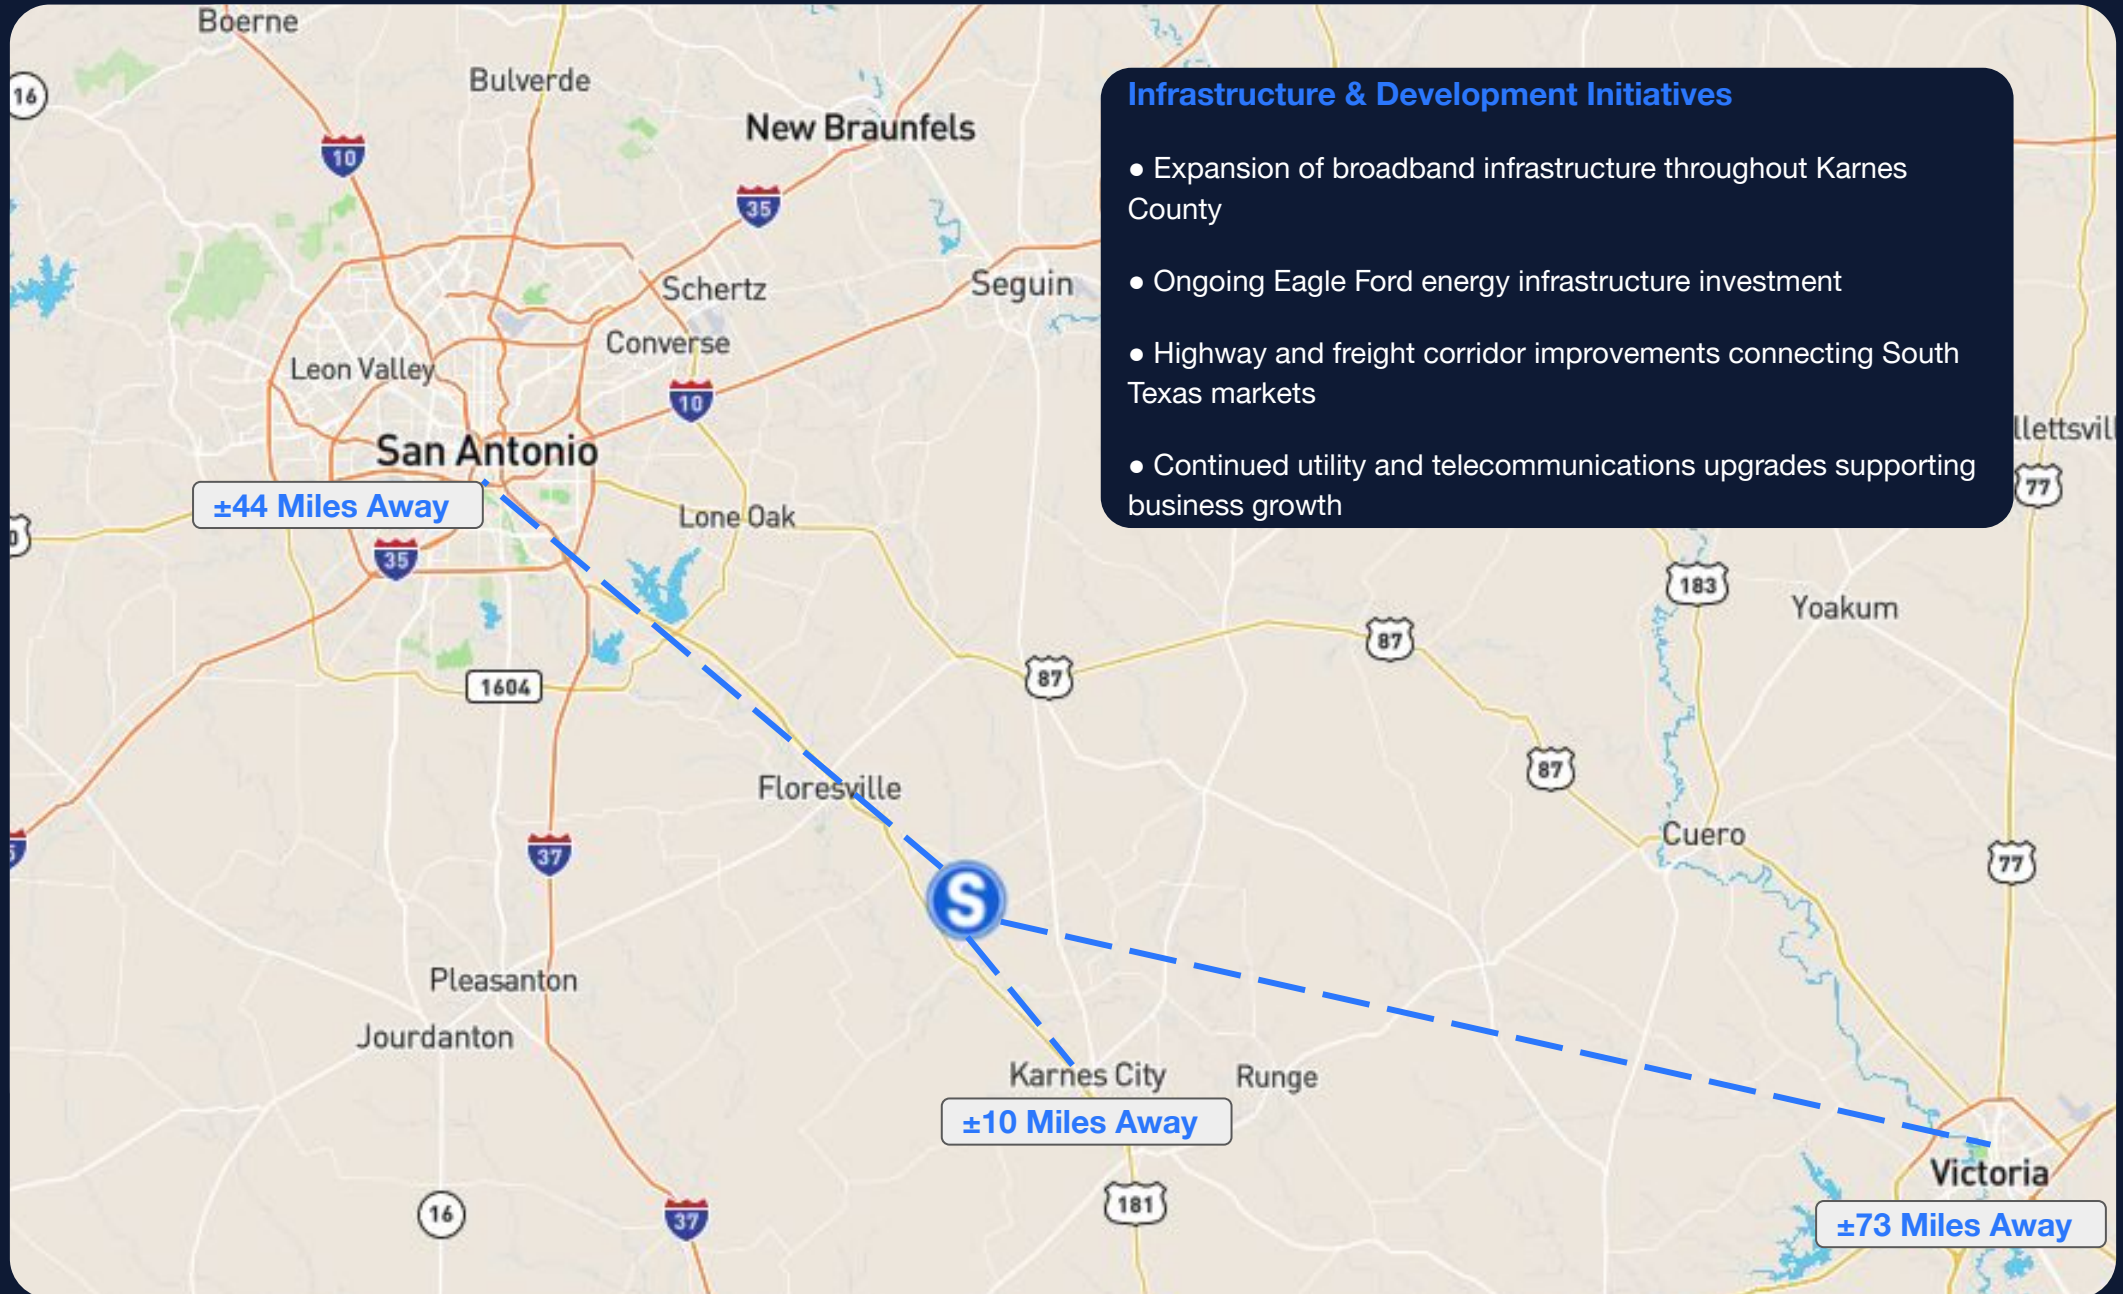 Boerne
16
Bulverde
Infrastructure & Development Initiatives
New Braunfels
10
● Expansion of broadband infrastructure throughout Karnes
County
35
Schertz
Seguin
● Ongoing Eagle Ford energy infrastructure investment
Converse
Leon Valley
● Highway and freight corridor improvements connecting South
Texas markets
10
San Antonio
● Continued utility and telecommunications upgrades supporting
business growth
77
±44 Miles Away
Lone Oak
35
183
Yoakum
87
87
1604
87
Floresville
Cuero
37
77
S
Pleasanton
Jourdanton
Karnes City
Runge
±10 Miles Away
Victoria
181
16
37
±73 Miles Away